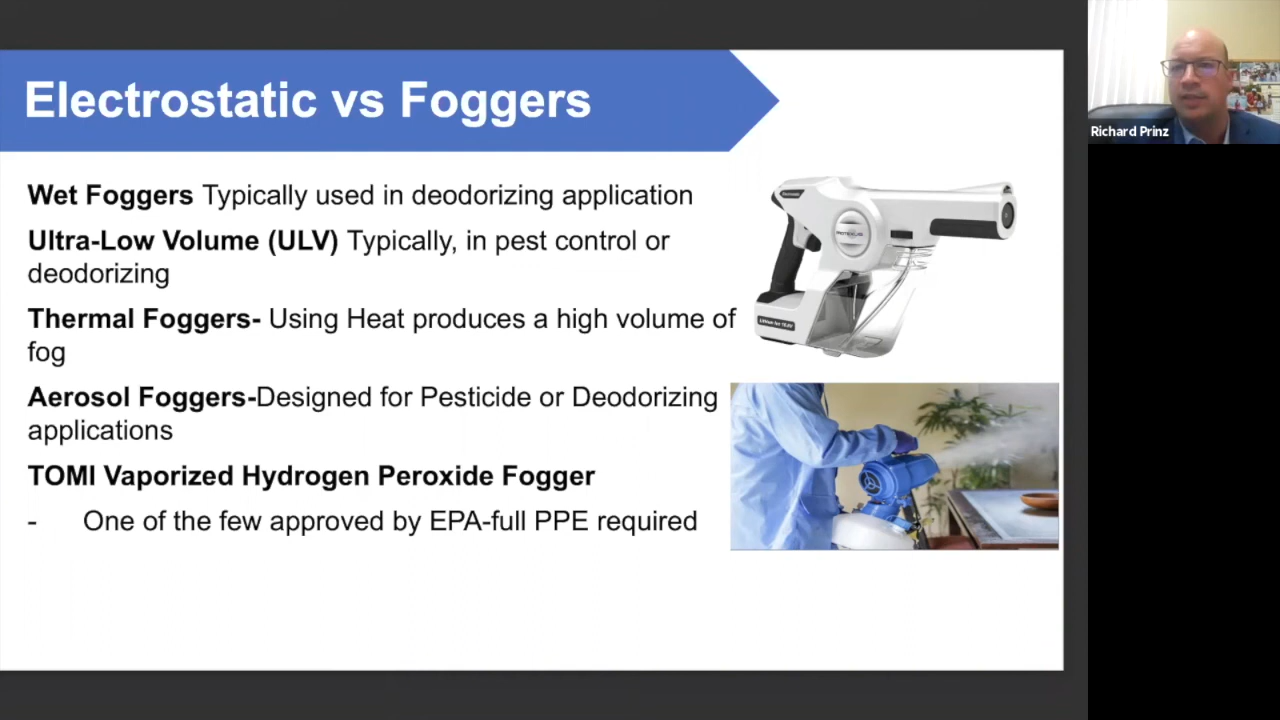 Electrostatic vs Foggers
Wet Foggers Typically used in deodorizing application
Ultra-Low Volume (ULV) Typically, in pest control or
deodorizing
Thermal Foggers- Using Heat produces a high volume of
fog
Aerosol Foggers-Designed for Pesticide or Deodorizing
applications
TOMI Vaporized Hydrogen Peroxide Fogger
- One of the few approved by EPA-full PPE required
Richard Prinz